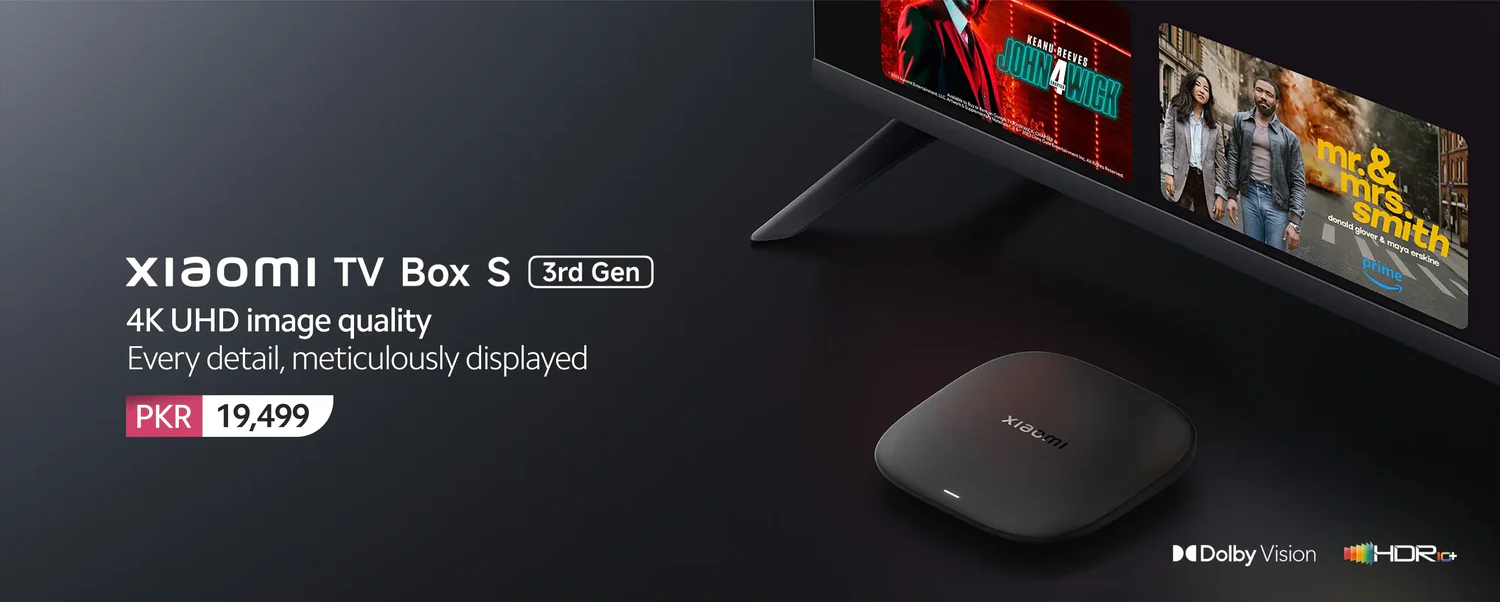 xiaomi TV Box S 3rd Gen
4K UHD image quality
Every detail, meticulously displayed
PKR 19,499
KEANU REEVES
JOHN WICK
4
CHAPTER
mr. &
mrs.
smith
donald glover & maya erskine
prime
xiaomi
Dolby Vision
HDR10+